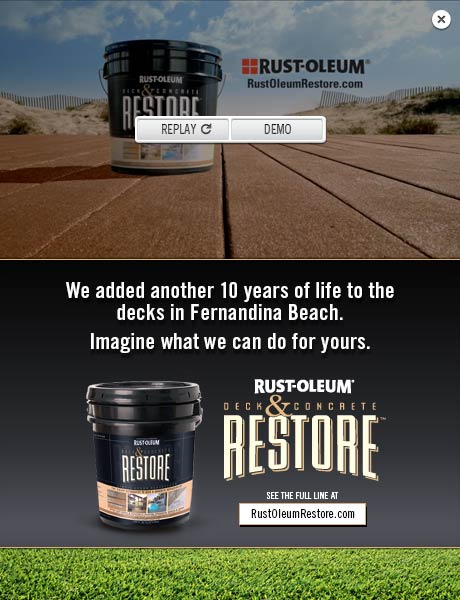 RUST-OLEUM®
DECK & CONCRETE
RESTORE
RUST-OLEUM®
RustOleumRestore.com
REPLAY
DEMO
We added another 10 years of life to the
decks in Fernandina Beach.
Imagine what we can do for yours.
RUST-OLEUM®
DECK & CONCRETE
RESTORE
RUST-OLEUM®
DECK & CONCRETE
RESTORE™
SEE THE FULL LINE AT
RustOleumRestore.com